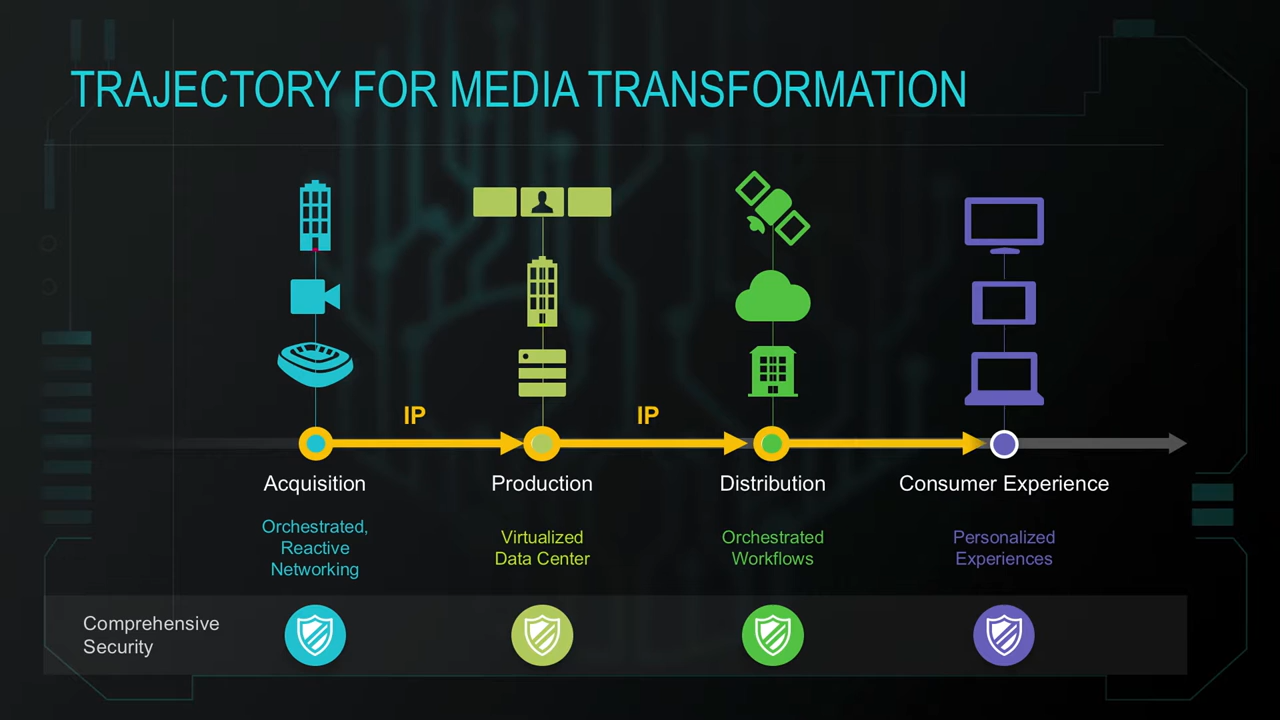 TRAJECTORY FOR MEDIA TRANSFORMATION
IP
IP
Acquisition
Production
Distribution
Consumer Experience
Orchestrated,
Reactive
Networking
Virtualized
Data Center
Orchestrated
Workflows
Personalized
Experiences
Comprehensive
Security